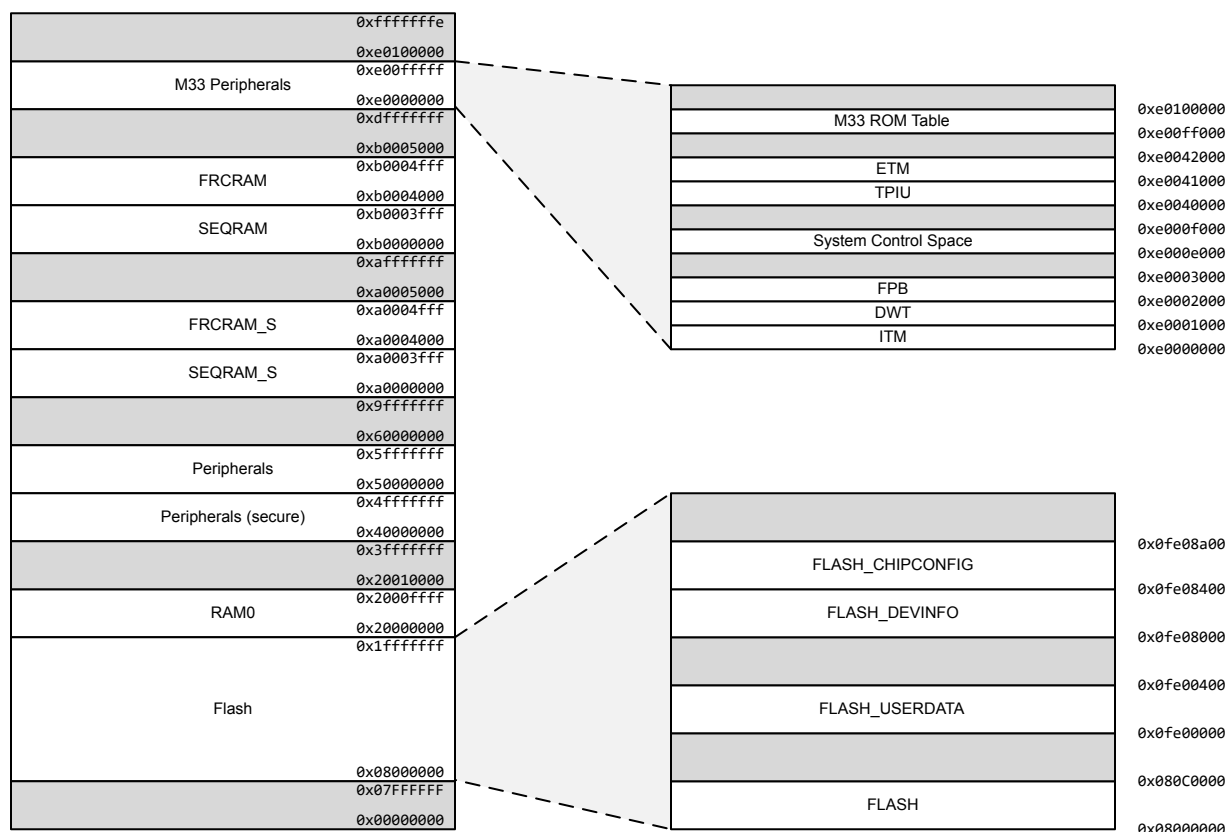 0xfffffffe
0xe0100000
M33 Peripherals
0xe00fffff
0xe0000000
0xdfffffff
0xb0005000
FRCRAM
0xb0004fff
0xb0004000
SEQRAM
0xb0003fff
0xb0000000
0xafffffff
0xa0005000
FRCRAM_S
0xa0004fff
0xa0004000
SEQRAM_S
0xa0003fff
0xa0000000
0x9fffffff
0x60000000
Peripherals
0x5fffffff
0x50000000
Peripherals (secure)
0x4fffffff
0x40000000
0x3fffffff
0x20010000
RAM0
0x2000ffff
0x20000000
0x1fffffff
Flash
0x08000000
0x07FFFFFF
0x00000000
0xe0100000
M33 ROM Table
0xe00ff000
0xe0042000
ETM
0xe0041000
TPIU
0xe0040000
0xe000f000
System Control Space
0xe000e000
0xe0003000
FPB
0xe0002000
DWT
0xe0001000
ITM
0xe0000000
0x0fe08a00
FLASH_CHIPCONFIG
0x0fe08400
FLASH_DEVINFO
0x0fe08000
0x0fe00400
FLASH_USERDATA
0x0fe00000
0x080C0000
FLASH
0x08000000